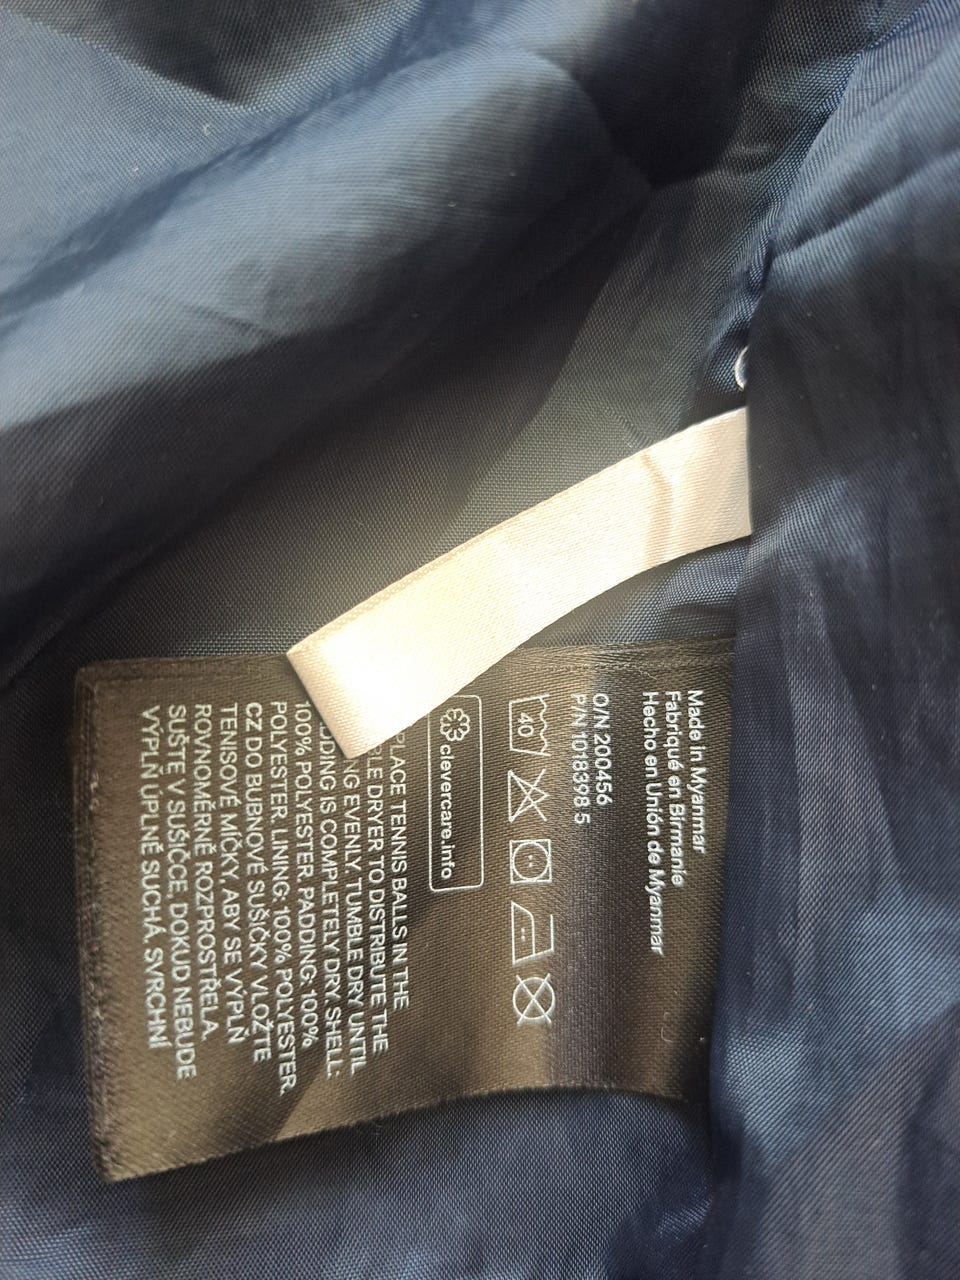 Made in Myanmar
Fabriqué en Birmanie
Hecho en Unión de Myanmar
O/N 200456
P/N 1018398 5
40
clevercare.info
PLACE TENNIS BALLS IN THE
DRYER TO DISTRIBUTE THE
EVENLY. TUMBLE DRY UNTIL
IS COMPLETELY DRY. SHELL:
100% POLYESTER. PADDING: 100%
POLYESTER. LINING: 100% POLYESTER.
CZ DO BUBNOVÉ SUŠIČKY VLOŽTE
TENISOVÉ MÍČKY, ABY SE VÝPLŇ
ROVNOMĚRNĚ ROZPROSTŘELA.
SUŠTE V SUŠIČCE, DOKUD NEBUDE
VÝPLŇ ÚPLNĚ SUCHÁ. SVRCHNÍ